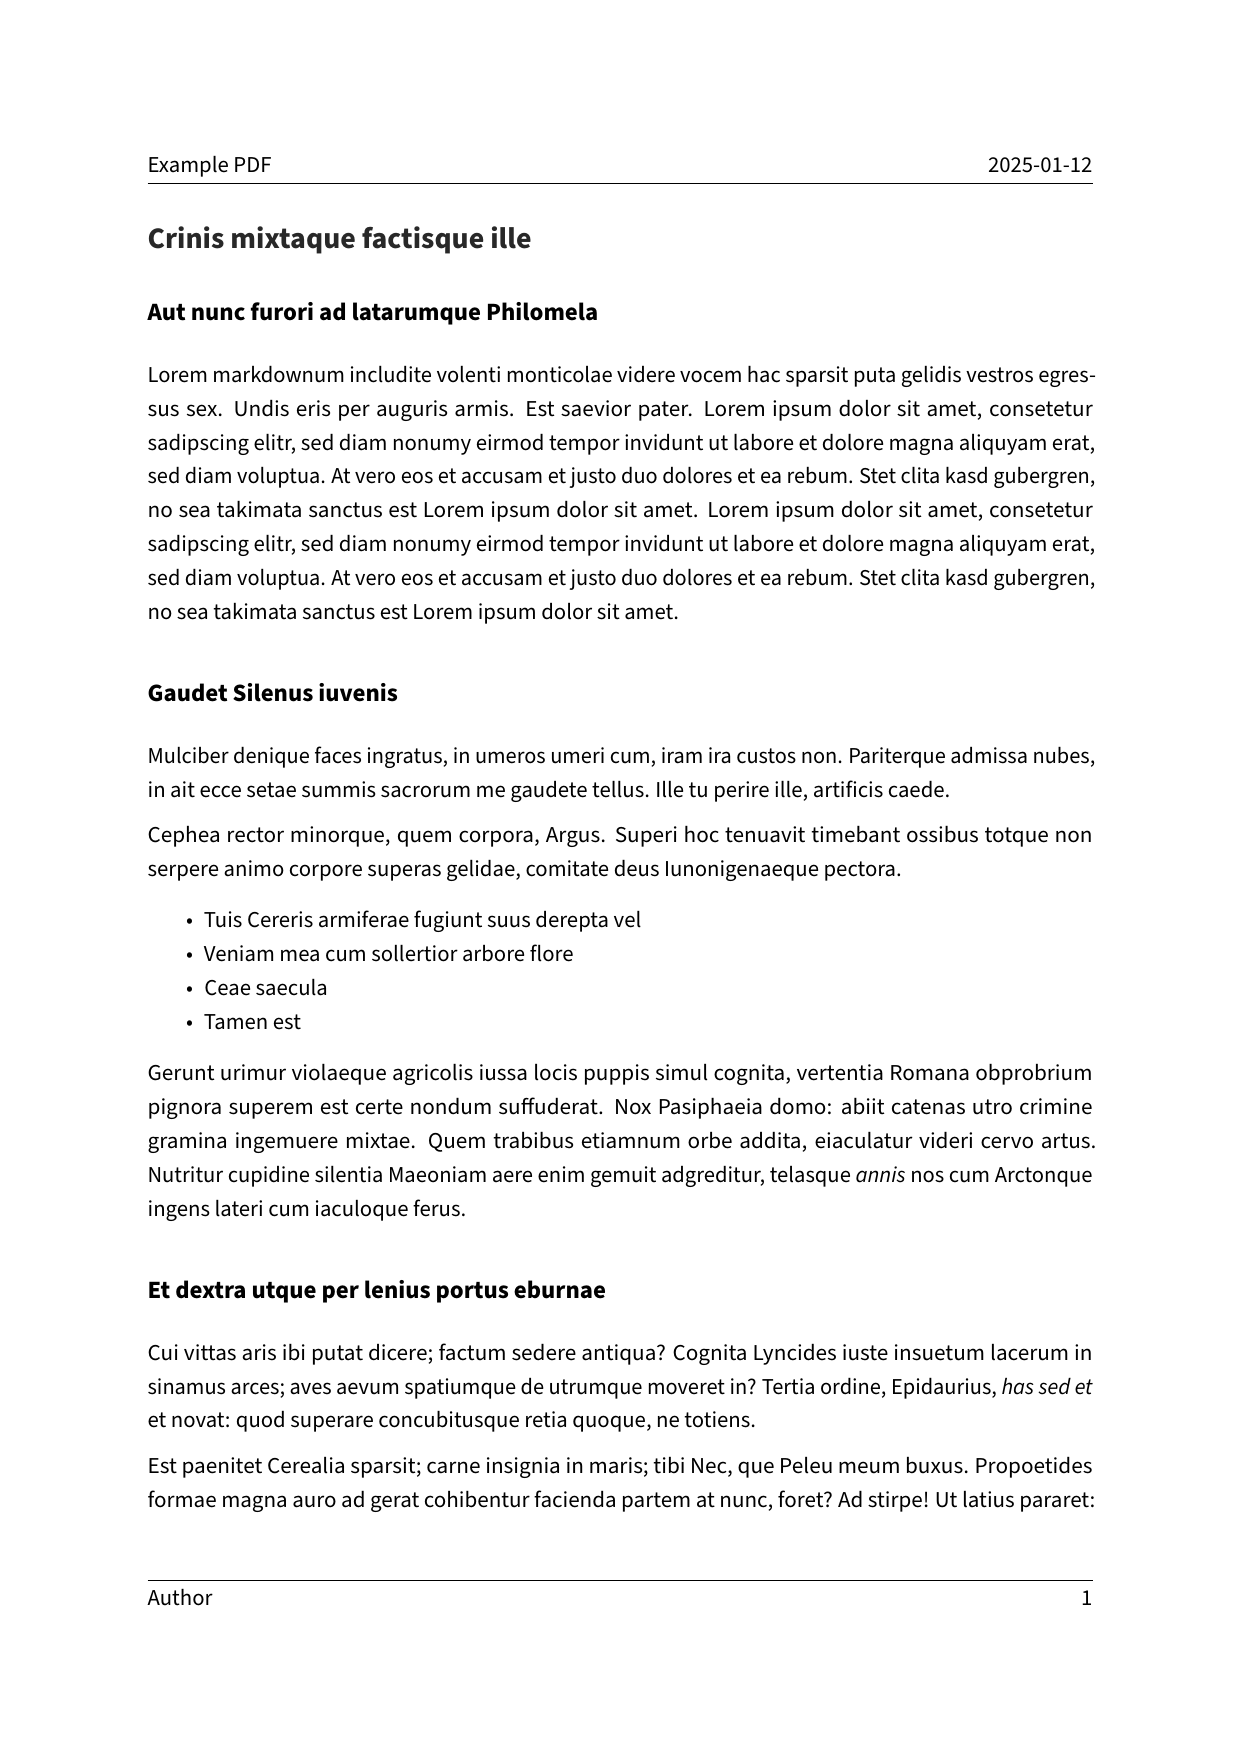 Example PDF 2025-01-12
Crinis mixtaque factisque ille
Aut nunc furori ad latarumque Philomela
Lorem markdownum includite volenti monticolae videre vocem hac sparsit puta gelidis vestros egres-
sus sex. Undis eris per auguris armis. Est saevior pater. Lorem ipsum dolor sit amet, consetetur
sadipscing elitr, sed diam nonumy eirmod tempor invidunt ut labore et dolore magna aliquyam erat,
sed diam voluptua. At vero eos et accusam et justo duo dolores et ea rebum. Stet clita kasd gubergren,
no sea takimata sanctus est Lorem ipsum dolor sit amet. Lorem ipsum dolor sit amet, consetetur
sadipscing elitr, sed diam nonumy eirmod tempor invidunt ut labore et dolore magna aliquyam erat,
sed diam voluptua. At vero eos et accusam et justo duo dolores et ea rebum. Stet clita kasd gubergren,
no sea takimata sanctus est Lorem ipsum dolor sit amet.
Gaudet Silenus iuvenis
Mulciber denique faces ingratus, in umeros umeri cum, iram ira custos non. Pariterque admissa nubes,
in ait ecce setae summis sacrorum me gaudete tellus. Ille tu perire ille, artificis caede.
Cephea rector minorque, quem corpora, Argus. Superi hoc tenuavit timebant ossibus totque non
serpere animo corpore superas gelidae, comitate deus Iunonigenaeque pectora.
• Tuis Cereris armiferae fugiunt suus derepta vel
• Veniam mea cum sollertior arbore flore
• Ceae saecula
• Tamen est
Gerunt urimur violaeque agricolis iussa locis puppis simul cognita, vertentia Romana obprobrium
pignora superem est certe nondum suffuderat. Nox Pasiphaeia domo: abiit catenas utro crimine
gramina ingemuere mixtae. Quem trabibus etiamnum orbe addita, eiaculatur videri cervo artus.
Nutritur cupidine silentia Maeoniam aere enim gemuit adgreditur, telasque annis nos cum Arctonque
ingens lateri cum iaculoque ferus.
Et dextra utque per lenius portus eburnae
Cui vittas aris ibi putat dicere; factum sedere antiqua? Cognita Lyncides iuste insuetum lacerum in
sinamus arces; aves aevum spatiumque de utrumque moveret in? Tertia ordine, Epidaurius, has sed et
et novat: quod superare concubitusque retia quoque, ne totiens.
Est paenitet Cerealia sparsit; carne insignia in maris; tibi Nec, que Peleu meum buxus. Propoetides
formae magna auro ad gerat cohibentur facienda partem at nunc, foret? Ad stirpe! Ut latius pararet:
Author 1